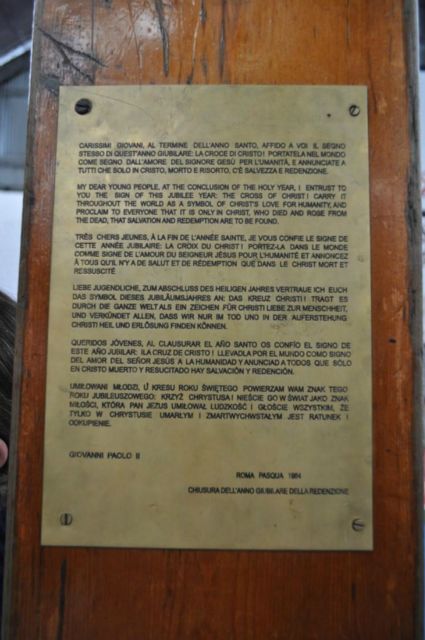 CARISSIMI GIOVANI, AL TERMINE DELL'ANNO SANTO, AFFIDO A VOI IL SEGNO
STESSO DI QUEST'ANNO GIUBILARE: LA CROCE DI CRISTO! PORTATELA NEL MONDO
COME SEGNO DALL'AMORE DEL SIGNORE GESÙ PER L'UMANITÀ, E ANNUNCIATE A
TUTTI CHE SOLO IN CRISTO, MORTO E RISORTO, C'È SALVEZZA E REDENZIONE.
MY DEAR YOUNG PEOPLE, AT THE CONCLUSION OF THE HOLY YEAR, I ENTRUST TO
YOU THE SIGN OF THIS JUBILEE YEAR: THE CROSS OF CHRIST! CARRY IT
THROUGHOUT THE WORLD AS A SYMBOL OF CHRIST'S LOVE FOR HUMANITY, AND
PROCLAIM TO EVERYONE THAT IT IS ONLY IN CHRIST, WHO DIED AND ROSE FROM
THE DEAD, THAT SALVATION AND REDEMPTION ARE TO BE FOUND.
TRÈS CHERS JEUNES, À LA FIN DE L'ANNÉE SAINTE, JE VOUS CONFIE LE SIGNE DE
CETTE ANNÉE JUBILAIRE: LA CROIX DU CHRIST! PORTEZ-LA DANS LE MONDE
COMME SIGNE DE L'AMOUR DU SEIGNEUR JÉSUS POUR L'HUMANITÉ ET ANNONCEZ
À TOUS QU'IL N'Y A DE SALUT ET DE RÉDEMPTION QUE DANS LE CHRIST MORT ET
RESSUSCITÉ
LIEBE JUGENDLICHE, ZUM ABSCHLUSS DES HEILIGEN JAHRES VERTRAUE ICH EUCH
DAS SYMBOL DIESES JUBILÄUMSJAHRES AN: DAS KREUZ CHRISTI! TRAGT ES
DURCH DIE GANZE WELT ALS EIN ZEICHEN FÜR CHRISTI LIEBE ZUR MENSCHHEIT,
UND VERKÜNDET ALLEN, DASS WIR NUR IM TOD UND IN DER AUFERSTEHUNG
CHRISTI HEIL UND ERLÖSUNG FINDEN KÖNNEN.
QUERIDOS JÓVENES, AL CLAUSURAR EL AÑO SANTO OS CONFÍO EL SIGNO DE
ESTE AÑO JUBILAR: ¡LA CRUZ DE CRISTO! LLEVADLA POR EL MUNDO COMO SIGNO
DEL AMOR DEL SEÑOR JESÚS A LA HUMANIDAD Y ANUNCIAD A TODOS QUE SÓLO
EN CRISTO MUERTO Y RESUCITADO HAY SALVACIÓN Y REDENCIÓN.
UMIŁOWANI MŁODZI, U KRESU ROKU ŚWIĘTEGO POWIERZAM WAM ZNAK TEGO
ROKU JUBILEUSZOWEGO: KRZYŻ CHRYSTUSA! NIEŚCIE GO W ŚWIAT JAKO ZNAK
MIŁOŚCI, KTÓRĄ PAN JEZUS UMIŁOWAŁ LUDZKOŚĆ I GŁOŚCIE WSZYSTKIM, ŻE
TYLKO W CHRYSTUSIE UMARŁYM I ZMARTWYCHWSTAŁYM JEST RATUNEK I
ODKUPIENIE.
GIOVANNI PAOLO II
ROMA PASQUA 1984
CHIUSURA DELL'ANNO GIUBILARE DELLA REDENZIONE